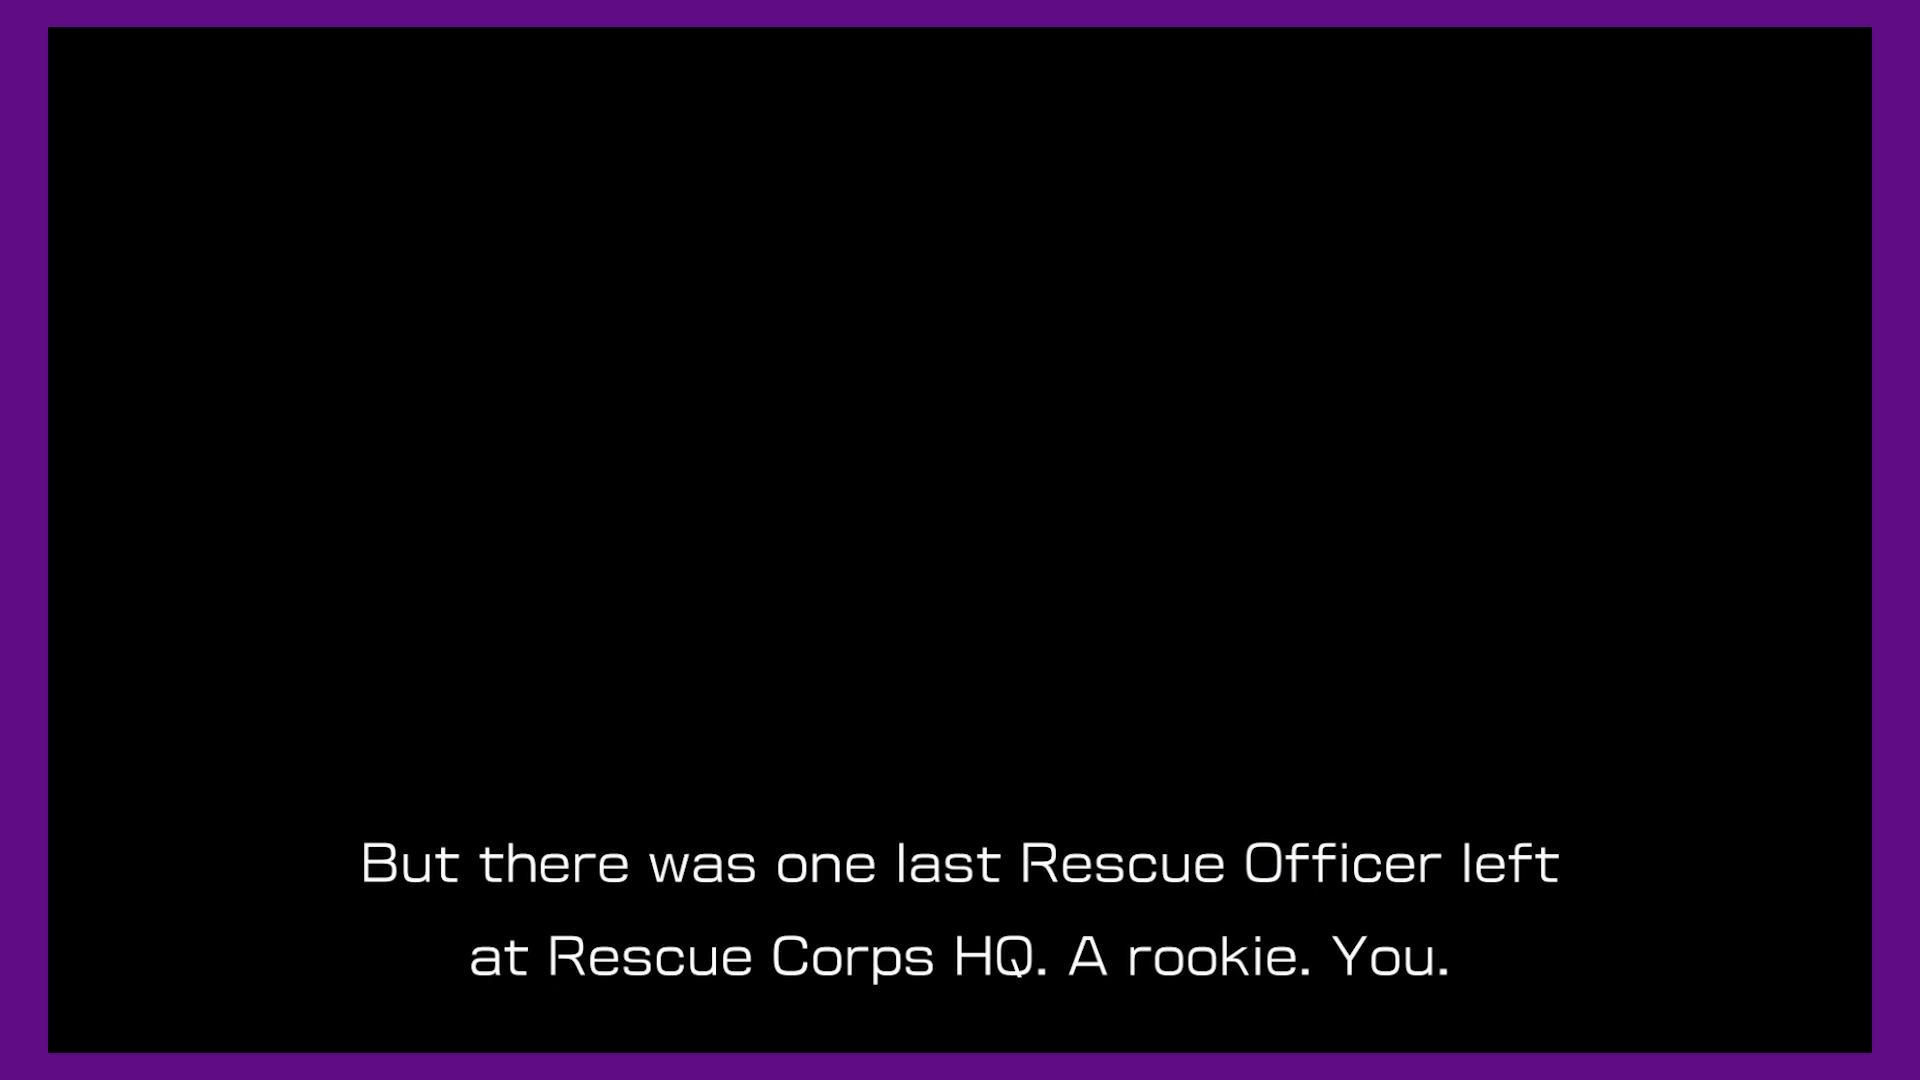 But there was one last Rescue Officer left
at Rescue Corps HQ. A rookie. You.